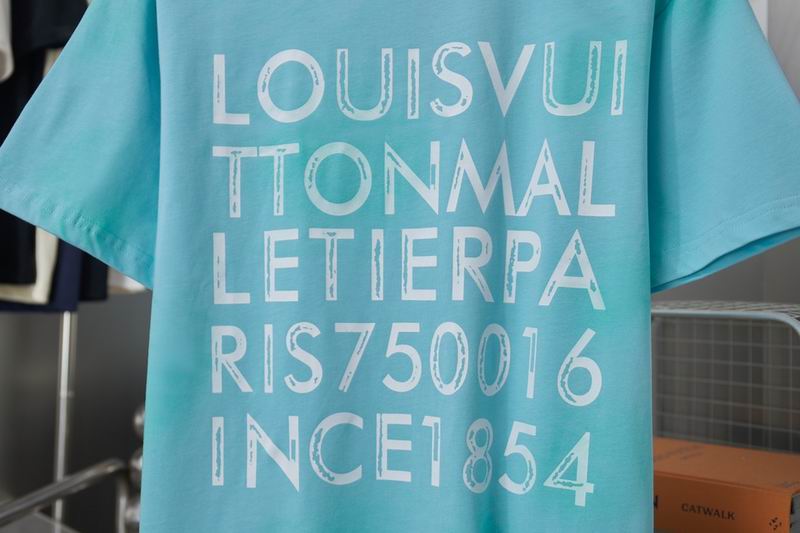 LOUISVUI
TTONMAL
LETIERPA
RIS750016
INCE1854
CATWALK